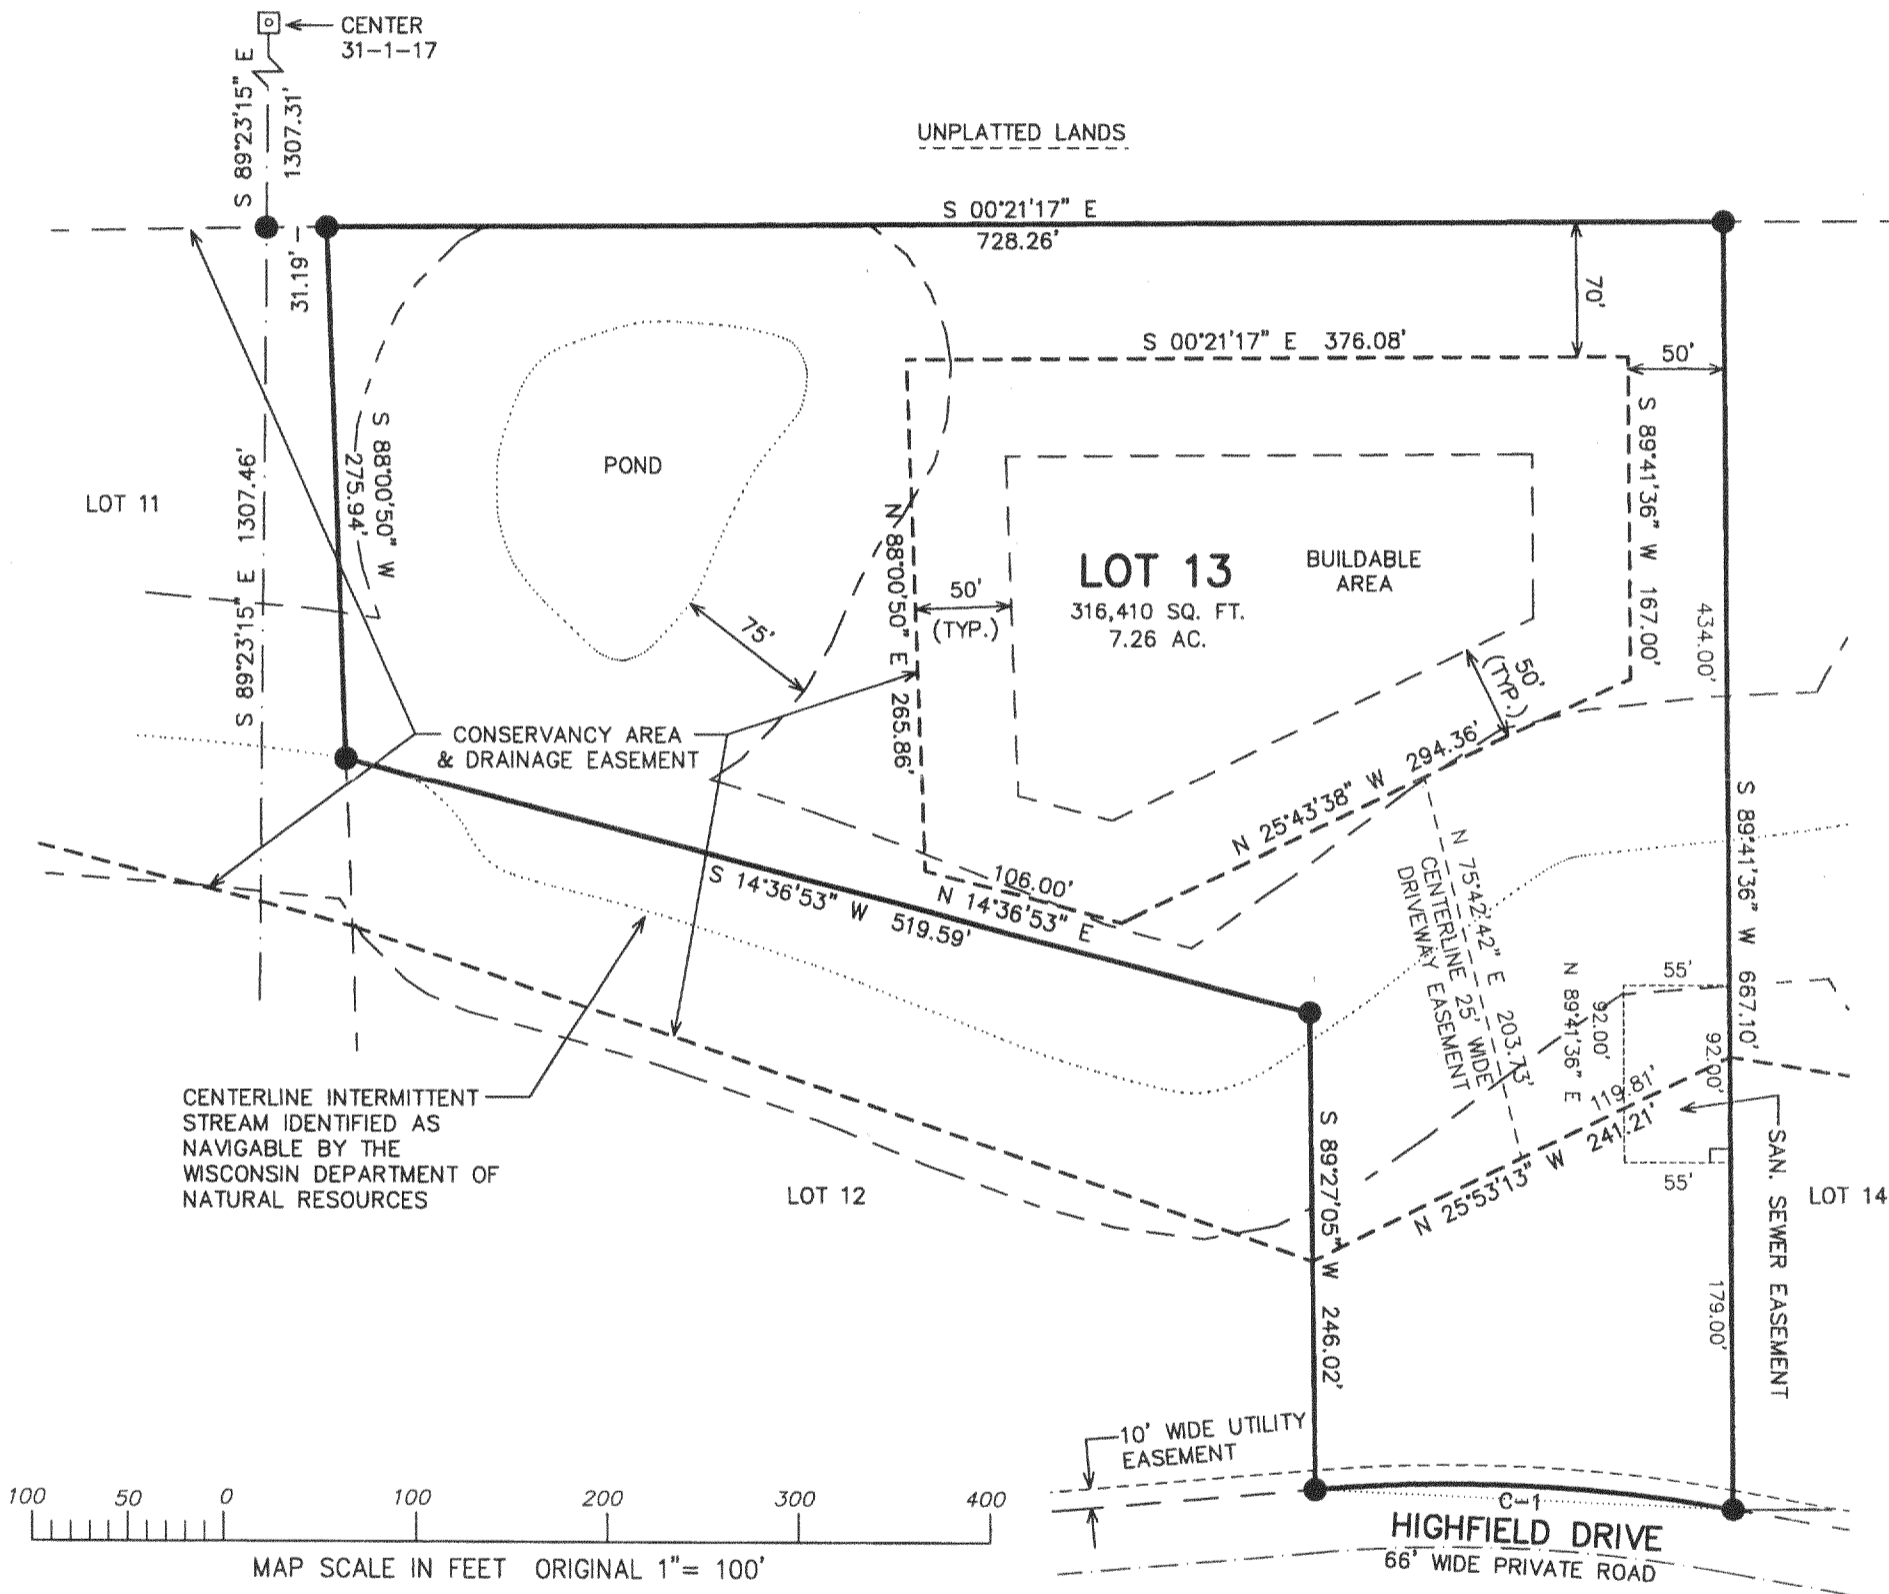 CENTER
31-1-17
S 89°23'15" E
1307.31'
UNPLATTED LANDS
S 00°21'17" E
728.26'
31.19'
70'
S 00°21'17" E 376.08'
50'
S 88°00'50" W
275.94'
S 89°41'36" W 167.00'
POND
LOT 11
S 89°23'15" E 1307.46'
N 88°00'50" E 265.86'
LOT 13
316,410 SQ. FT.
7.26 AC.
BUILDABLE
AREA
50'
(TYP.)
75'
434.00'
50'
(TYP.)
CONSERVANCY AREA
& DRAINAGE EASEMENT
N 25°43'38" W 294.36'
S 89°41'36" W 667.10'
S 14°36'53" W 519.59'
106.00'
N 14°36'53" E
N 75°42'42" E 203.73'
CENTERLINE 25' WIDE
DRIVEWAY EASEMENT
55'
N 89°41'36" E
92.00'
92.00'
119.81'
N 25°53'13" W 241.21'
55'
CENTERLINE INTERMITTENT
STREAM IDENTIFIED AS
NAVIGABLE BY THE
WISCONSIN DEPARTMENT OF
NATURAL RESOURCES
LOT 12
S 89°27'05" W 246.02'
SAN. SEWER EASEMENT
LOT 14
179.00'
10' WIDE UTILITY
EASEMENT
C-1
HIGHFIELD DRIVE
66' WIDE PRIVATE ROAD
100 50 0 100 200 300 400
MAP SCALE IN FEET ORIGINAL 1"= 100'